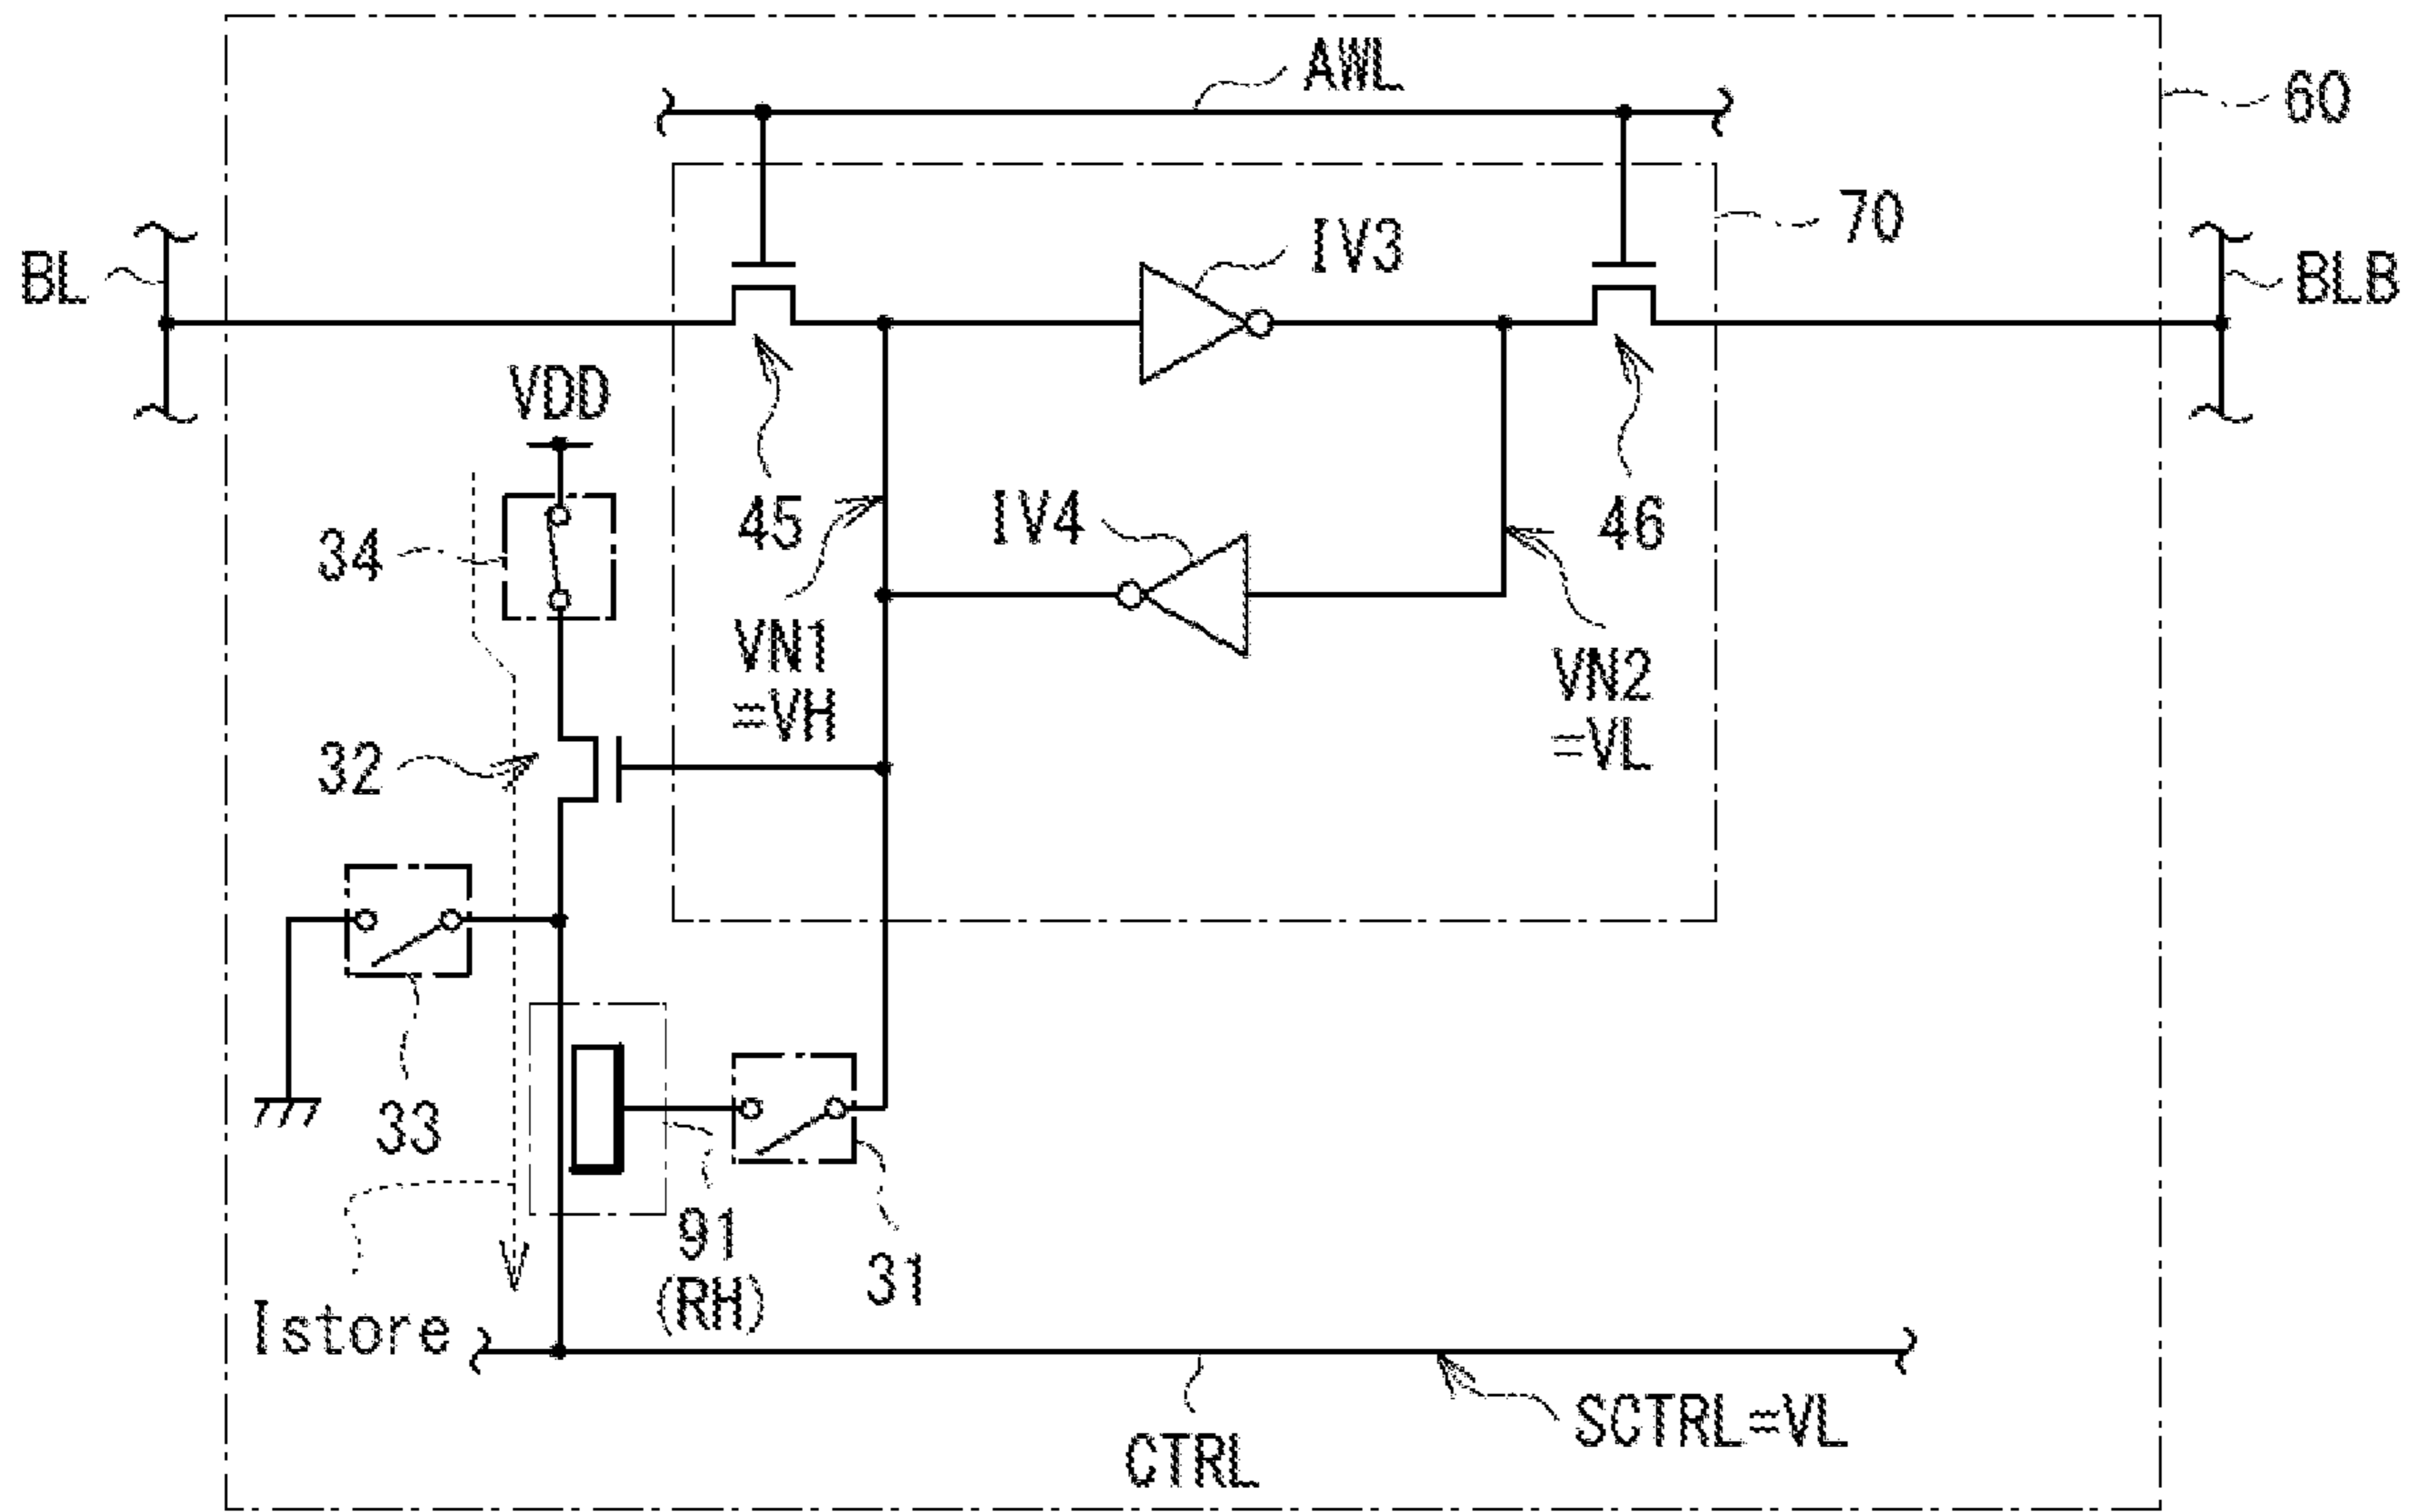 AWL
60
70
IV3
BL
BLB
VDD
45
IV4
46
34
VN1
=VH
VN2
=VL
32
33
91
(RH)
31
Istore
SCTRL=VL
CTRL